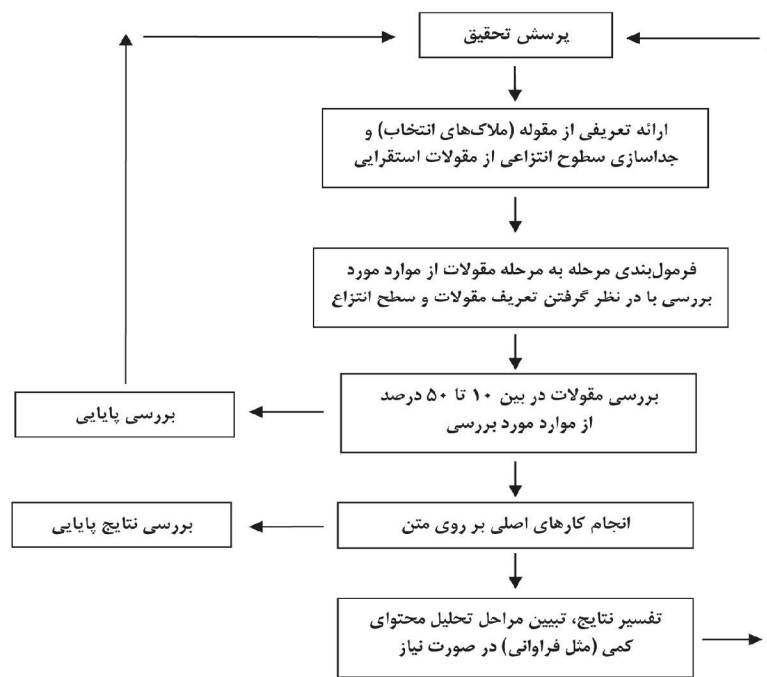 پرسش تحقیق
ارائه تعریفی از مقوله (ملاک‌های انتخاب) و
جداسازی سطوح انتزاعی از مقولات استقرایی
فرمول‌بندی مرحله به مرحله مقولات از موارد مورد
بررسی با در نظر گرفتن تعریف مقولات و سطح انتزاع
بررسی مقولات در بین ۱۰ تا ۵۰ درصد
از موارد مورد بررسی
بررسی پایایی
انجام کارهای اصلی بر روی متن
بررسی نتایج پایایی
تفسیر نتایج، تبیین مراحل تحلیل محتوای
کمی (مثل فراوانی) در صورت نیاز